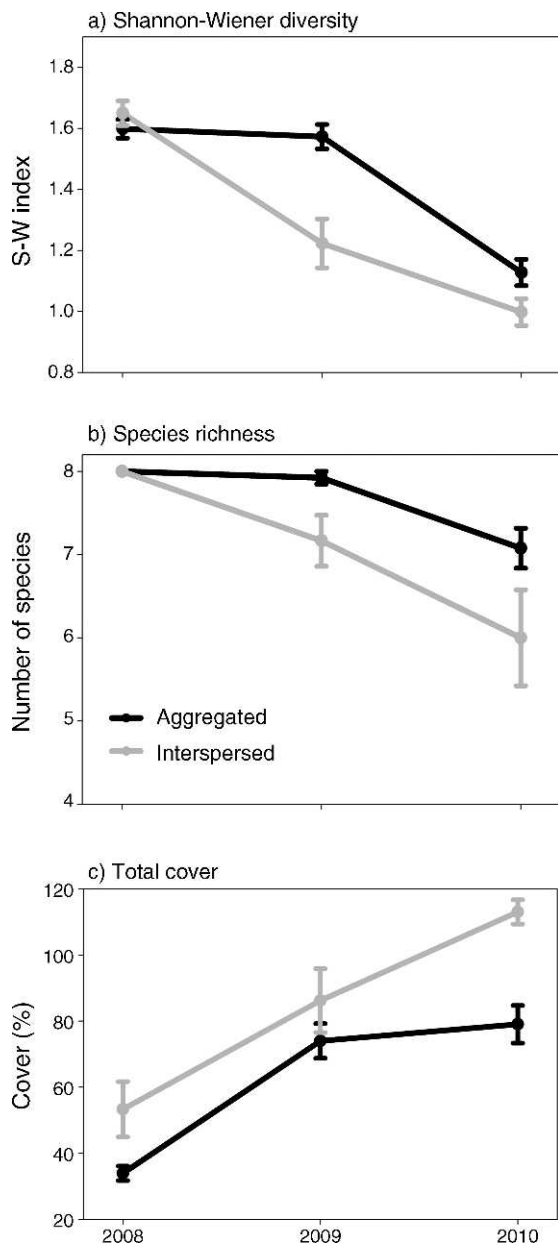 a) Shannon-Wiener diversity
1.8
1.6
1.4
1.2
1.0
0.8
S-W index
b) Species richness
8
7
6
5
4
Number of species
Aggregated
Interspersed
c) Total cover
120
100
80
60
40
20
Cover (%)
2008 2009 2010